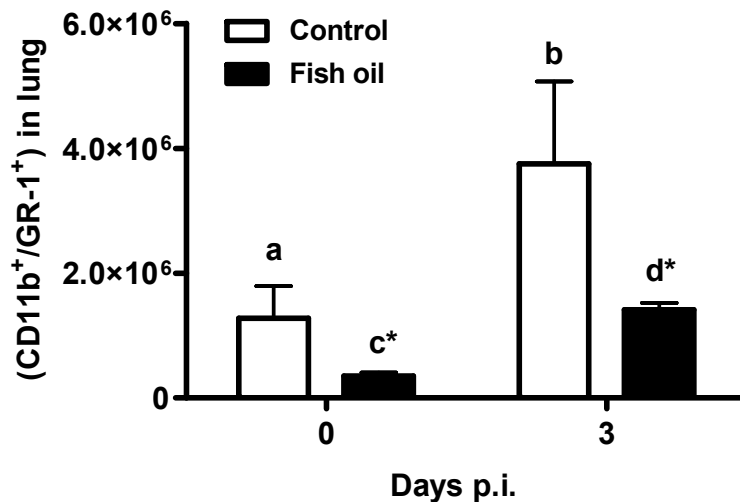 (CD11b⁺/GR-1⁺) in lung
6.0×10⁶
4.0×10⁶
2.0×10⁶
0
Control
Fish oil
a
c*
b
d*
0 3
Days p.i.